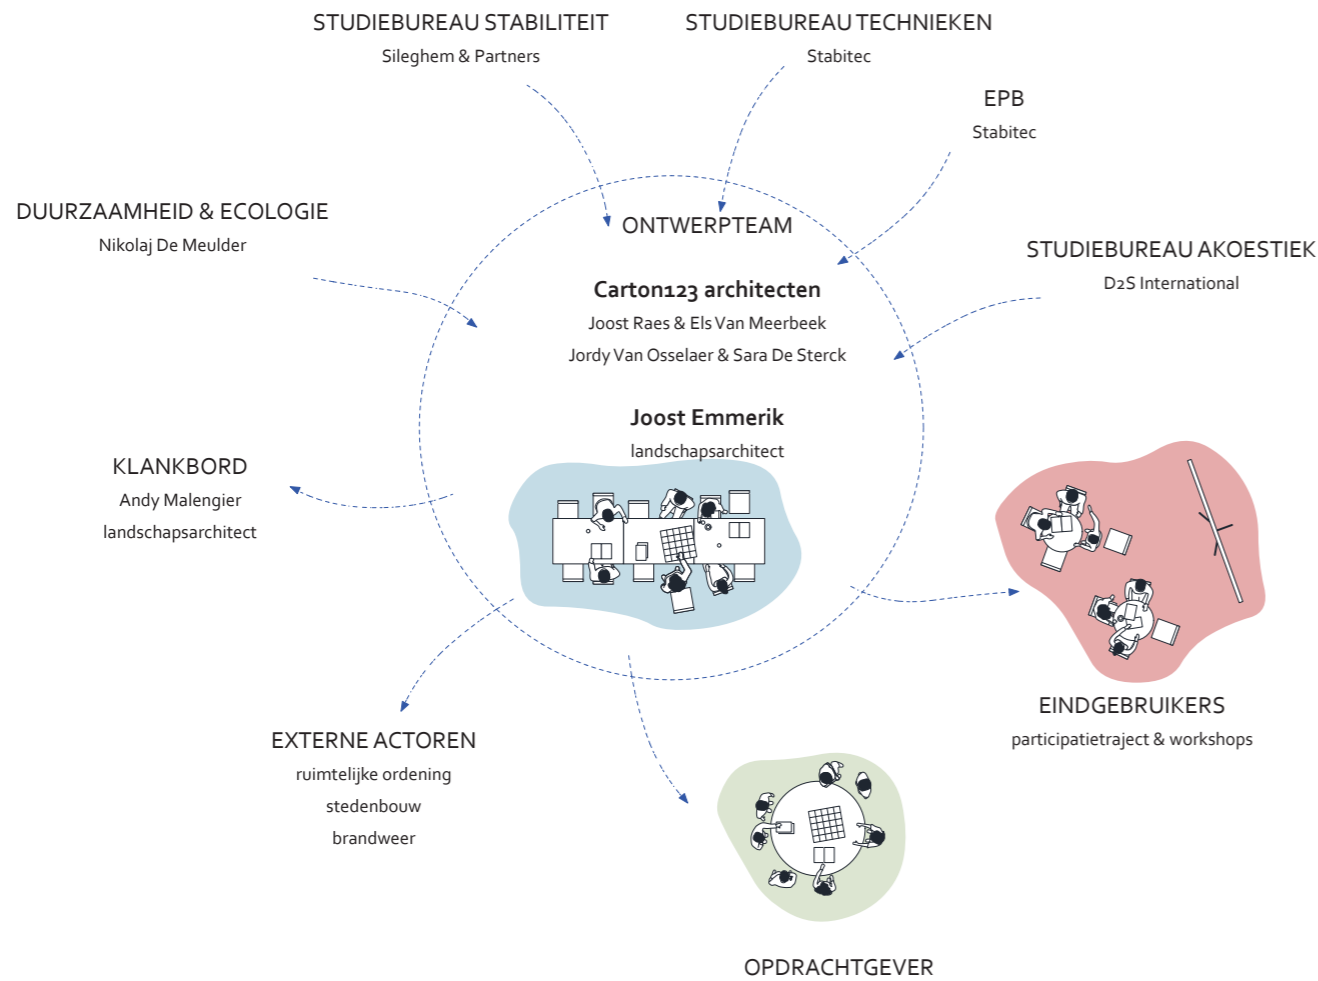 STUDIEBUREAU STABILITEIT
Sileghem & Partners
STUDIEBUREAU TECHNIEKEN
Stabitec
EPB
Stabitec
DUURZAAMHEID & ECOLOGIE
Nikolaj De Meulder
STUDIEBUREAU AKOESTIEK
D2S International
ONTWERPTEAM
Carton123 architecten
Joost Raes & Els Van Meerbeek
Jordy Van Osselaer & Sara De Sterck
Joost Emmerik
landschapsarchitect
KLANKBORD
Andy Malengier
landschapsarchitect
EINDGEBRUIKERS
participatietraject & workshops
EXTERNE ACTOREN
ruimtelijke ordening
stedenbouw
brandweer
OPDRACHTGEVER